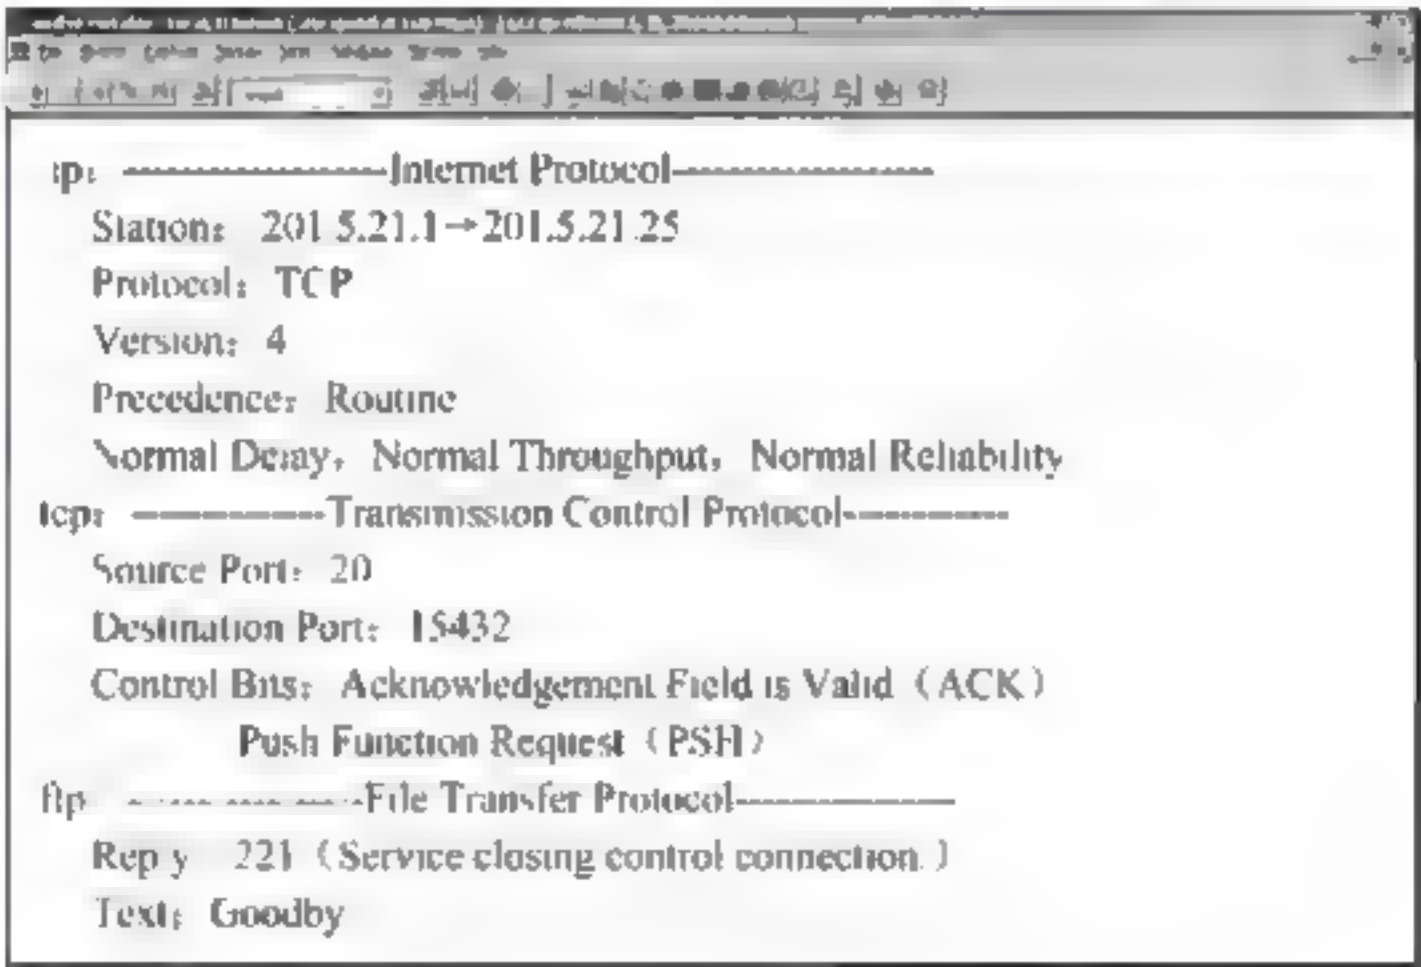 ip： -------------------Internet Protocol-------------------
Station： 201.5.21.1→201.5.21.25
Protocol：TCP
Version：4
Precedence：Routine
Normal Delay，Normal Throughput，Normal Reliability
tcp： --------------Transmission Control Protocol------------
Source Port：20
Destination Port：15432
Control Bits：Acknowledgement Field is Valid（ACK）
Push Function Request（PSH）
ftp -----------------File Transfer Protocol----------------
Reply 221（Service closing control connection.）
Text：Goodby